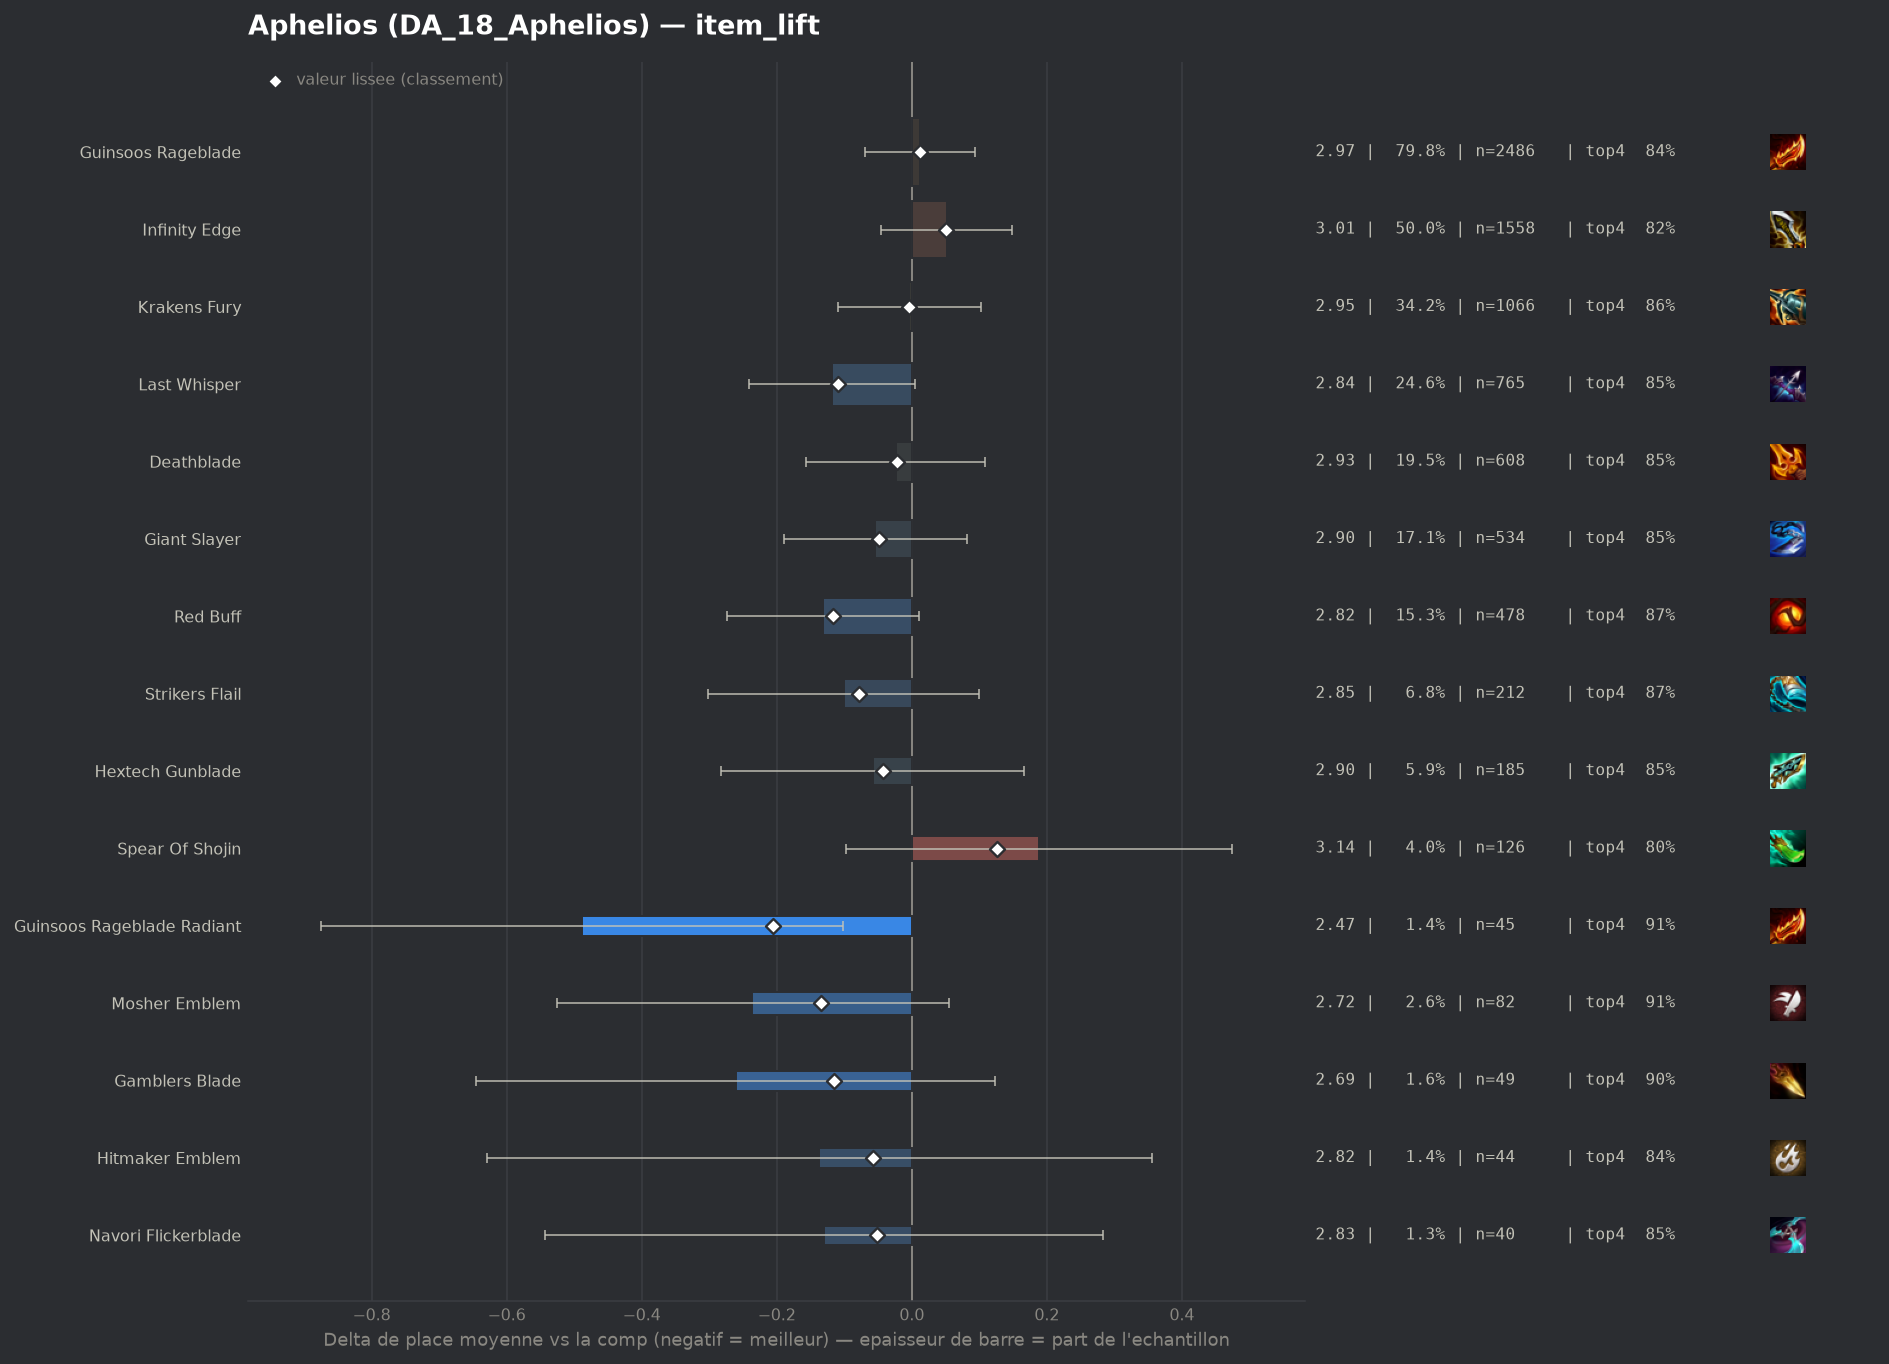 Aphelios (DA_18_Aphelios) — item_lift
valeur lissee (classement)
Guinsoos Rageblade 2.97 | 79.8% | n=2486 | top4 84%
Infinity Edge 3.01 | 50.0% | n=1558 | top4 82%
Krakens Fury 2.95 | 34.2% | n=1066 | top4 86%
Last Whisper 2.84 | 24.6% | n=765 | top4 85%
Deathblade 2.93 | 19.5% | n=608 | top4 85%
Giant Slayer 2.90 | 17.1% | n=534 | top4 85%
Red Buff 2.82 | 15.3% | n=478 | top4 87%
Strikers Flail 2.85 | 6.8% | n=212 | top4 87%
Hextech Gunblade 2.90 | 5.9% | n=185 | top4 85%
Spear Of Shojin 3.14 | 4.0% | n=126 | top4 80%
Guinsoos Rageblade Radiant 2.47 | 1.4% | n=45 | top4 91%
Mosher Emblem 2.72 | 2.6% | n=82 | top4 91%
Gamblers Blade 2.69 | 1.6% | n=49 | top4 90%
Hitmaker Emblem 2.82 | 1.4% | n=44 | top4 84%
Navori Flickerblade 2.83 | 1.3% | n=40 | top4 85%
−0.8 −0.6 −0.4 −0.2 0.0 0.2 0.4
Delta de place moyenne vs la comp (negatif = meilleur) — epaisseur de barre = part de l'echantillon